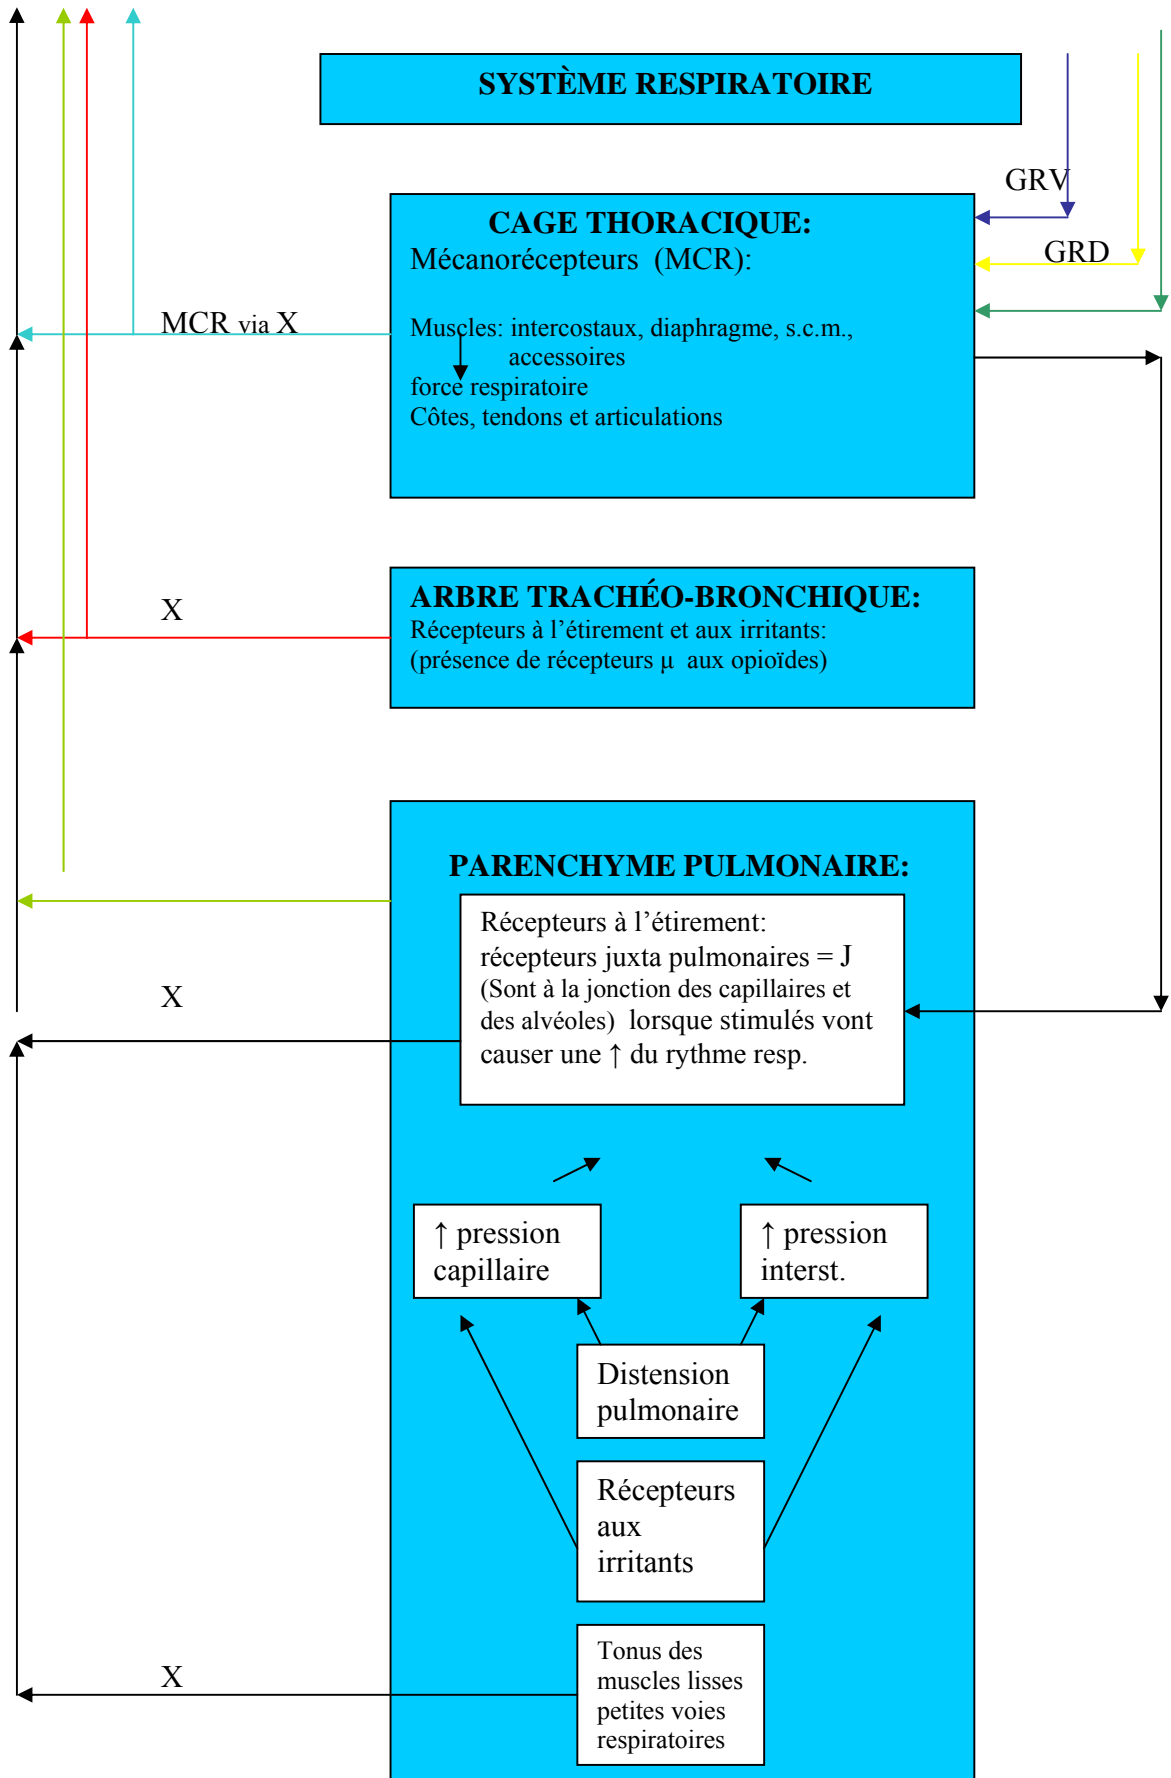 SYSTÈME RESPIRATOIRE
GRV
CAGE THORACIQUE:
Mécanorécepteurs (MCR):
GRD
MCR via X
Muscles: intercostaux, diaphragme, s.c.m.,
accessoires
force respiratoire
Côtes, tendons et articulations
X
ARBRE TRACHÉO-BRONCHIQUE:
Récepteurs à l'étirement et aux irritants:
(présence de récepteurs µ aux opioïdes)
PARENCHYME PULMONAIRE:
Récepteurs à l'étirement:
récepteurs juxta pulmonaires = J
(Sont à la jonction des capillaires et
des alvéoles) lorsque stimulés vont
causer une ↑ du rythme resp.
X
↑ pression
capillaire
↑ pression
interst.
Distension
pulmonaire
Récepteurs
aux
irritants
X
Tonus des
muscles lisses
petites voies
respiratoires